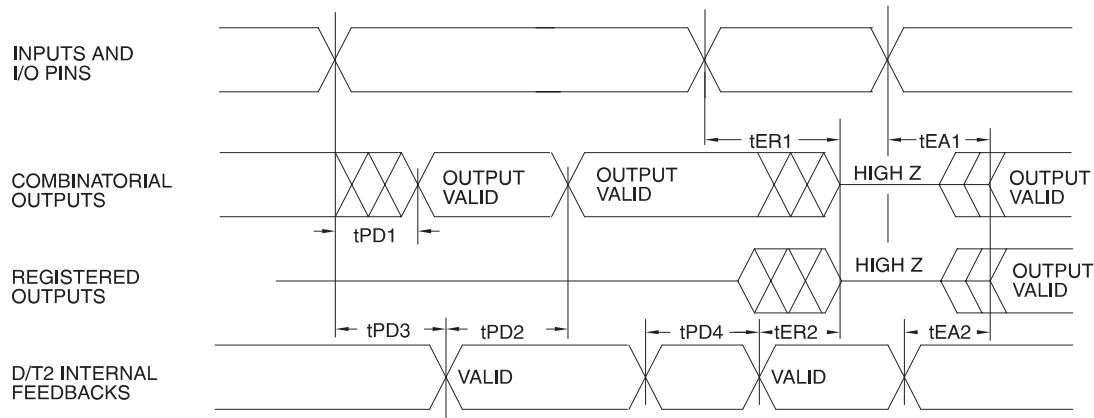 INPUTS AND
I/O PINS
tER1
tEA1
COMBINATORIAL
OUTPUTS
OUTPUT
VALID
OUTPUT
VALID
HIGH Z
OUTPUT
VALID
tPD1
REGISTERED
OUTPUTS
HIGH Z
OUTPUT
VALID
tPD3
tPD2
tPD4
tER2
tEA2
D/T2 INTERNAL
FEEDBACKS
VALID
VALID